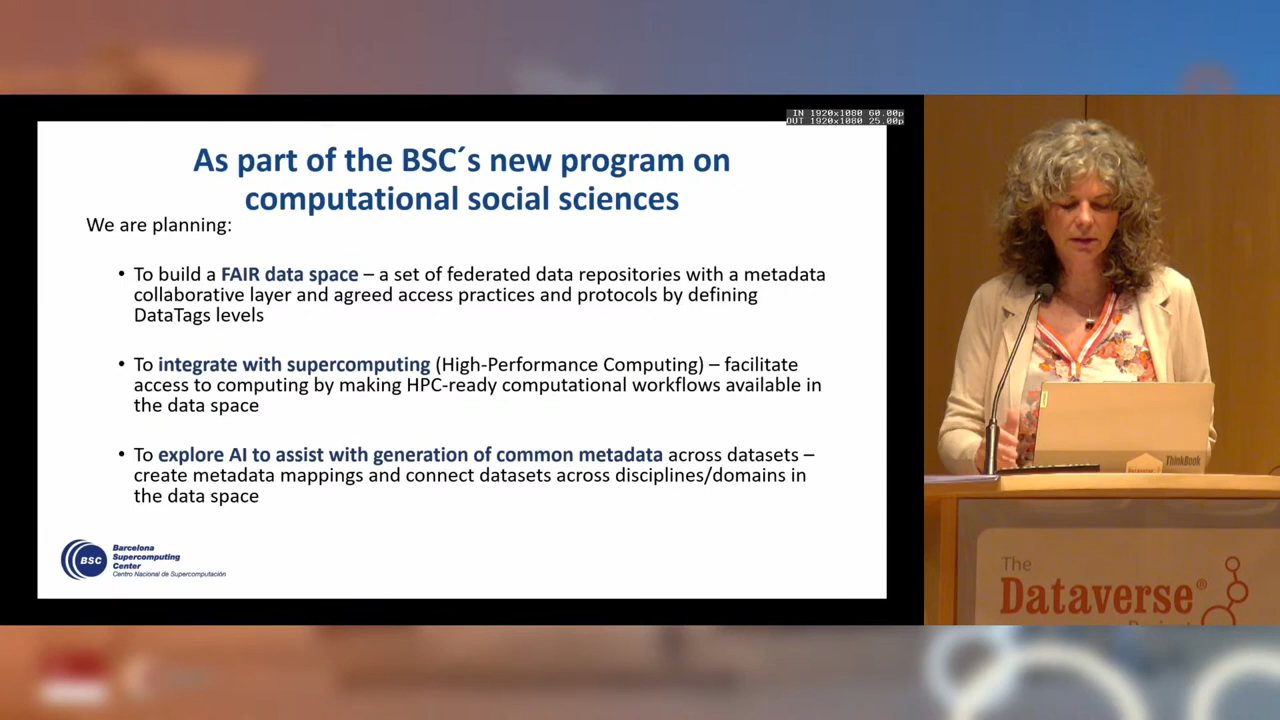 IN 1920x1080 60.00p
OUT 1920x1080 25.00p
As part of the BSC´s new program on
computational social sciences
We are planning:
• To build a FAIR data space – a set of federated data repositories with a metadata
collaborative layer and agreed access practices and protocols by defining
DataTags levels
• To integrate with supercomputing (High-Performance Computing) – facilitate
access to computing by making HPC-ready computational workflows available in
the data space
• To explore AI to assist with generation of common metadata across datasets –
create metadata mappings and connect datasets across disciplines/domains in
the data space
BSC
Barcelona
Supercomputing
Center
Centro Nacional de Supercomputación
ThinkBook
The
Dataverse®